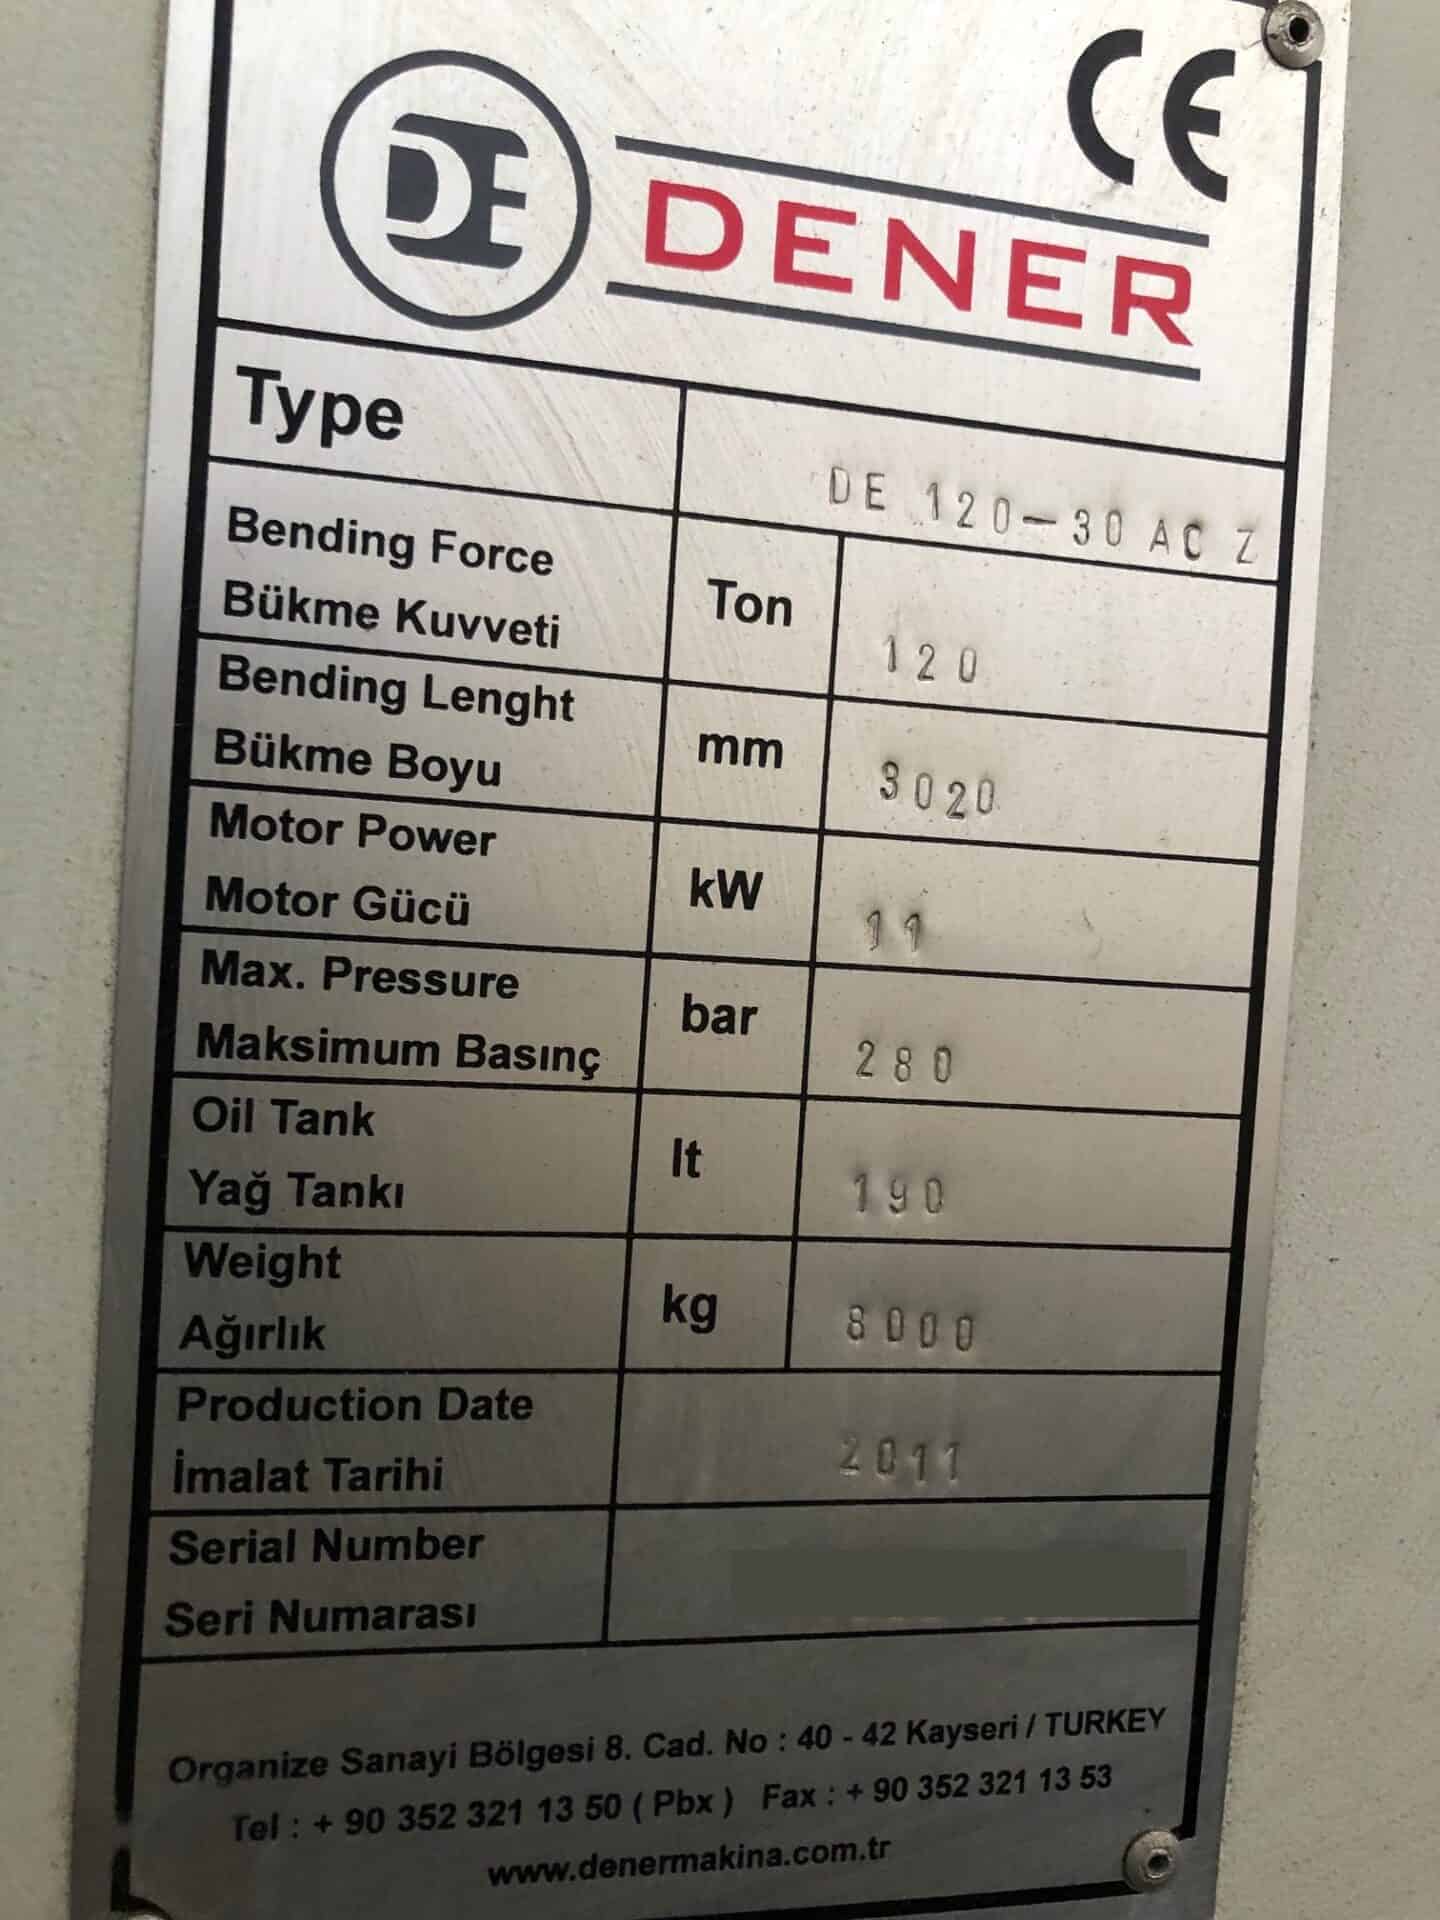 CE
DE DENER
Type DE 120-30 AC Z
Bending Force
Bükme Kuvveti
Ton 120
Bending Lenght
Bükme Boyu
mm 3020
Motor Power
Motor Gücü
kW 11
Max. Pressure
Maksimum Basınç
bar 280
Oil Tank
Yağ Tankı
lt 190
Weight
Ağırlık
kg 8000
Production Date
İmalat Tarihi
2011
Serial Number
Seri Numarası
Organize Sanayi Bölgesi 8. Cad. No : 40 - 42 Kayseri / TURKEY
Tel : + 90 352 321 13 50 ( Pbx ) Fax : + 90 352 321 13 53
www.denermakina.com.tr